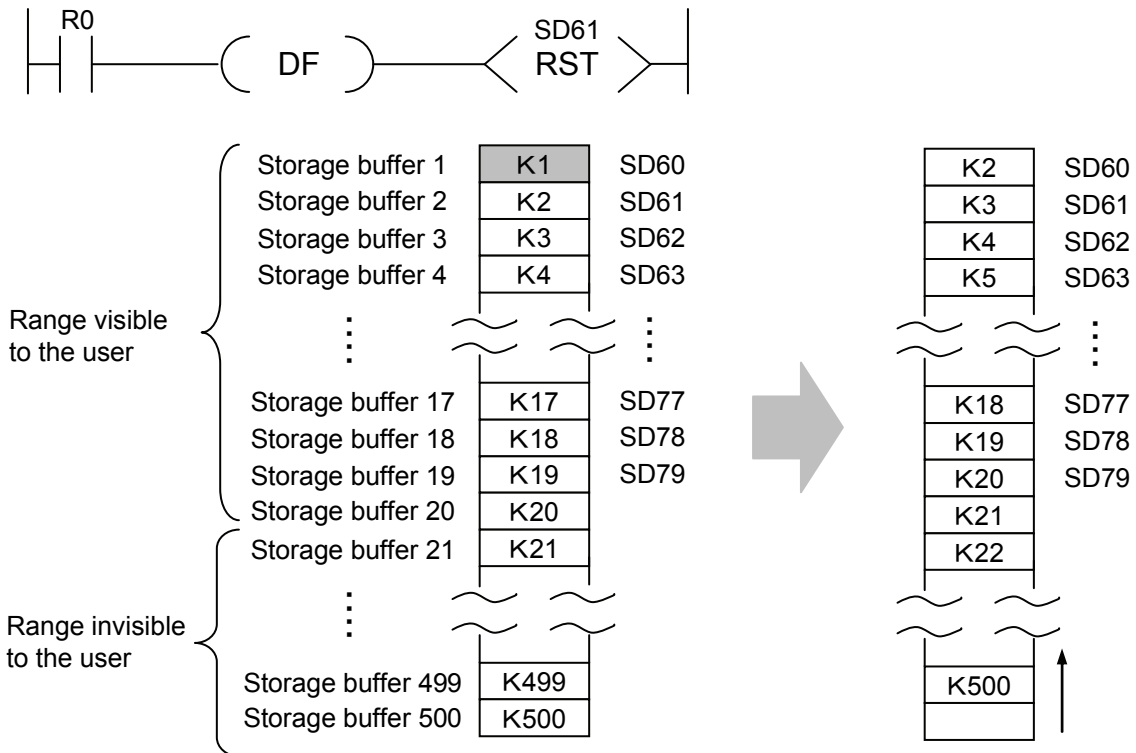 R0
DF
SD61
RST
Storage buffer 1 K1 SD60 K2 SD60
Storage buffer 2 K2 SD61 K3 SD61
Storage buffer 3 K3 SD62 K4 SD62
Storage buffer 4 K4 SD63 K5 SD63
Range visible
to the user
Storage buffer 17 K17 SD77 K18 SD77
Storage buffer 18 K18 SD78 K19 SD78
Storage buffer 19 K19 SD79 K20 SD79
Storage buffer 20 K20 K21
Storage buffer 21 K21 K22
Range invisible
to the user
Storage buffer 499 K499 K500
Storage buffer 500 K500